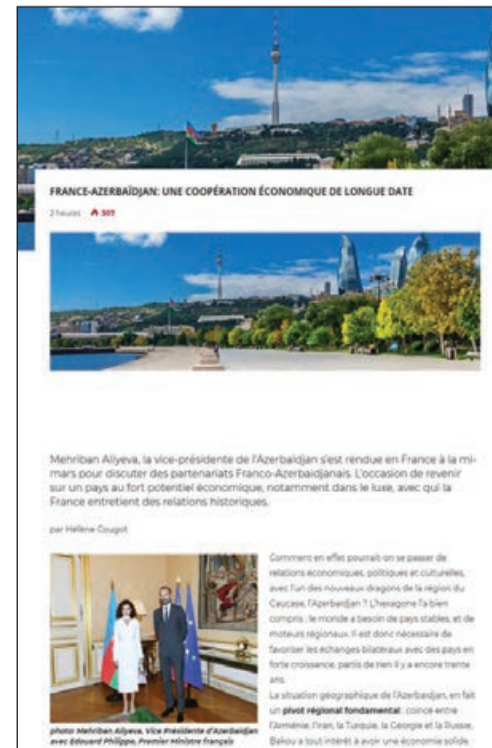 FRANCE-AZERBAÏDJAN: UNE COOPÉRATION ÉCONOMIQUE DE LONGUE DATE
2 heures 307
Mehriban Aliyeva, la vice-présidente de l'Azerbaïdjan s'est rendue en France à la mi-
mars pour discuter des partenariats Franco-Azerbaïdjanais. L'occasion de revenir
sur un pays au fort potentiel économique, notamment dans le luxe, avec qui la
France entretient des relations historiques.
par Hélène Cougot
Comment en effet pourrait-on se passer de
relations économiques, politiques et culturelles,
avec l'un des nouveaux dragons de la région du
Caucase, l'Azerbaïdjan ? L'hexagone l'a bien
compris : le monde a besoin de pays stables, et de
moteurs régionaux. Il est donc nécessaire de
favoriser les échanges bilatéraux avec des pays en
forte croissance, partis de rien il y a encore trente
ans.
La situation géographique de l'Azerbaïdjan, en fait
un pivot régional fondamental : coincé entre
l'Arménie, l'Iran, la Turquie, la Géorgie et la Russie,
Bakou a tout intérêt à avoir une économie solide
photo: Mehriban Aliyeva, Vice Présidente d'Azerbaïdjan
avec Edouard Philippe, Premier Ministre français